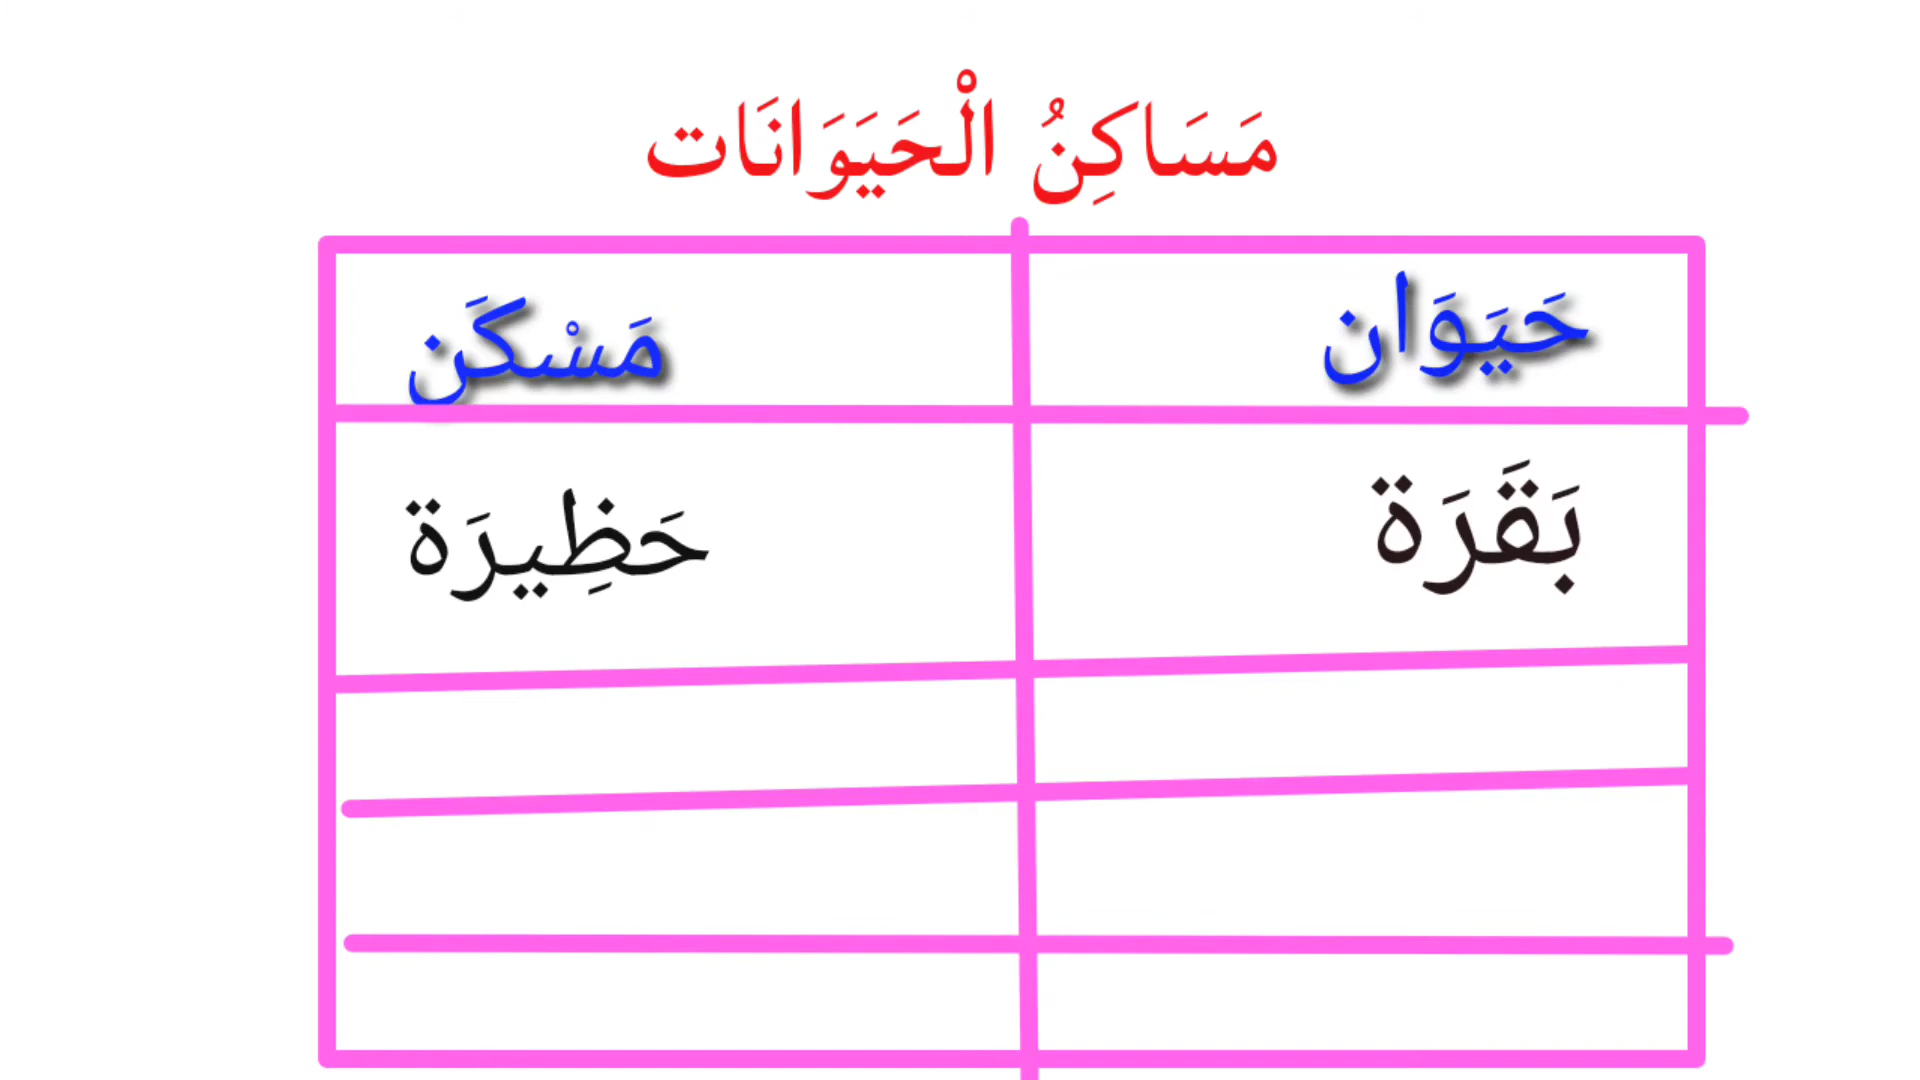 مَسَاكِنُ الْحَيَوَانَات
حَيَوَان مَسْكَن
بَقَرَة حَظِيرَة